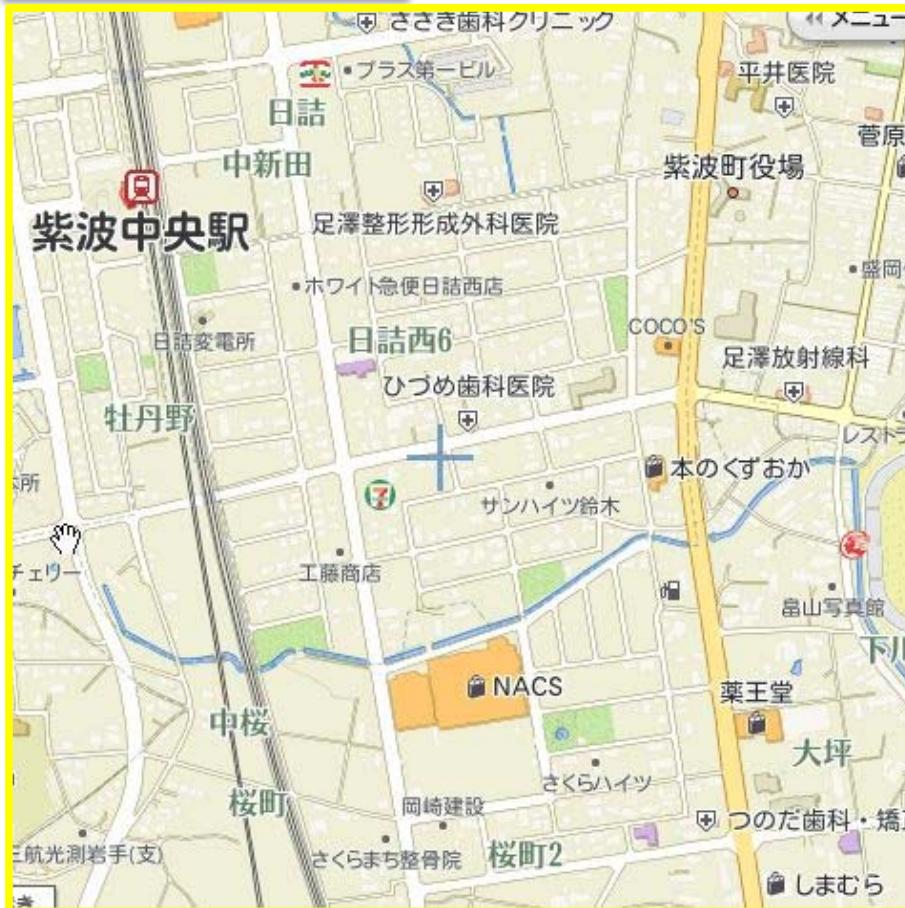 ささき歯科クリニック
メニュー
プラス第一ビル
平井医院
日詰
中新田
菅原
紫波町役場
紫波中央駅
足澤整形形成外科医院
ホワイト急便日詰西店
盛岡
日詰変電所
日詰西6
COCO'S
足澤放射線科
ひづめ歯科医院
牡丹野
レストラ
本のくずおか
所
7
サンハイツ鈴木
チェリー
工藤商店
畠山写真館
下川
NACS
薬王堂
中桜
大坪
さくらハイツ
桜町
岡崎建設
つのだ歯科・矯
三航光測岩手(支)
さくらまち整骨院
桜町2
しまむら
き